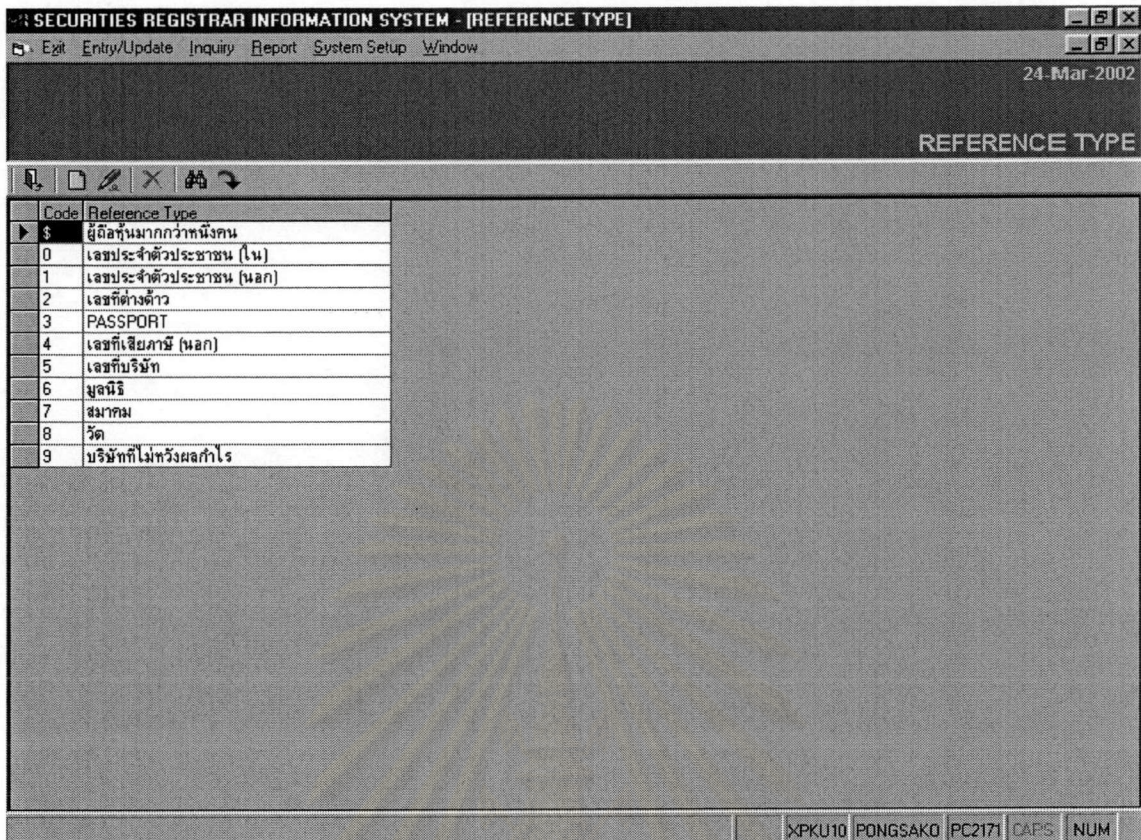 SECURITIES REGISTRAR INFORMATION SYSTEM - [REFERENCE TYPE]
Exit Entry/Update Inquiry Report System Setup Window
24-Mar-2002
REFERENCE TYPE
Code Reference Type
$ ผู้ถือหุ้นมากกว่าหนึ่งคน
0 เลขประจำตัวประชาชน (ใน)
1 เลขประจำตัวประชาชน (นอก)
2 เลขที่ต่างด้าว
3 PASSPORT
4 เลขที่เสียภาษี (นอก)
5 เลขที่บริษัท
6 มูลนิธิ
7 สมาคม
8 วัด
9 บริษัทที่ไม่หวังผลกำไร
XPKU10 PONGSAKO PC2171 CAPS NUM